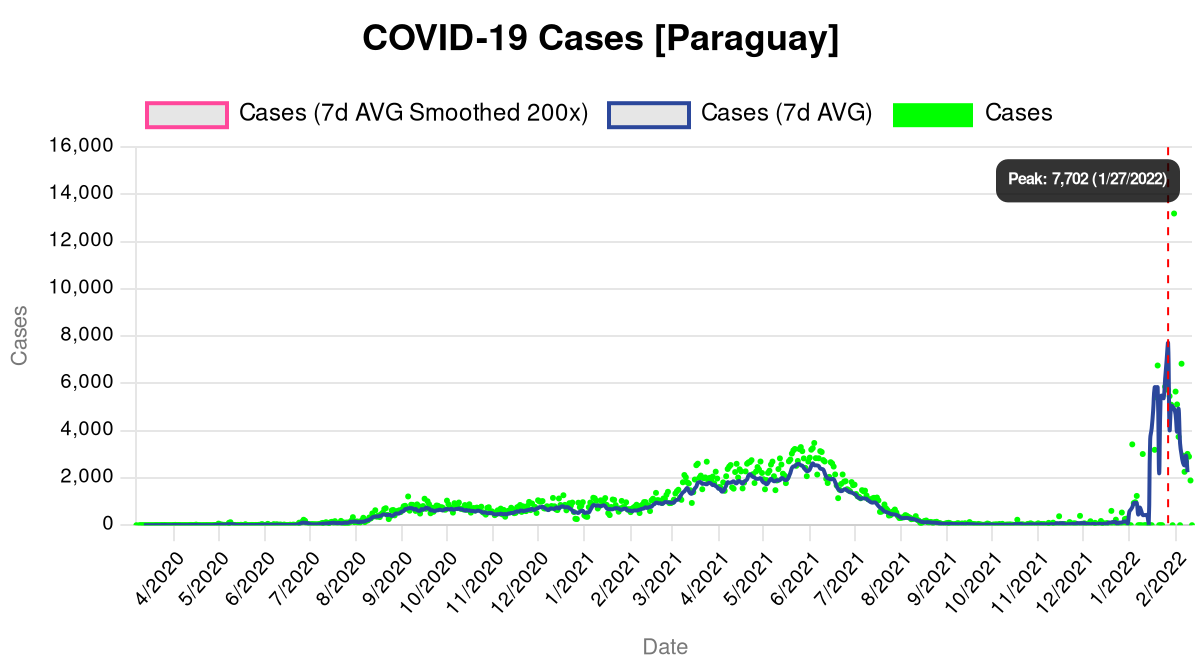 COVID-19 Cases [Paraguay]
Cases (7d AVG Smoothed 200x) Cases (7d AVG) Cases
16,000
Peak: 7,702 (1/27/2022)
14,000
12,000
10,000
8,000
6,000
4,000
2,000
0
Cases
4/2020 5/2020 6/2020 7/2020 8/2020 9/2020 10/2020 11/2020 12/2020 1/2021 2/2021 3/2021 4/2021 5/2021 6/2021 7/2021 8/2021 9/2021 10/2021 11/2021 12/2021 1/2022 2/2022
Date